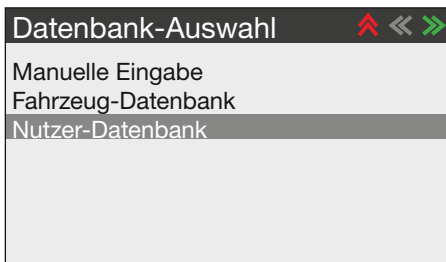 Datenbank-Auswahl
Manuelle Eingabe
Fahrzeug-Datenbank
Nutzer-Datenbank